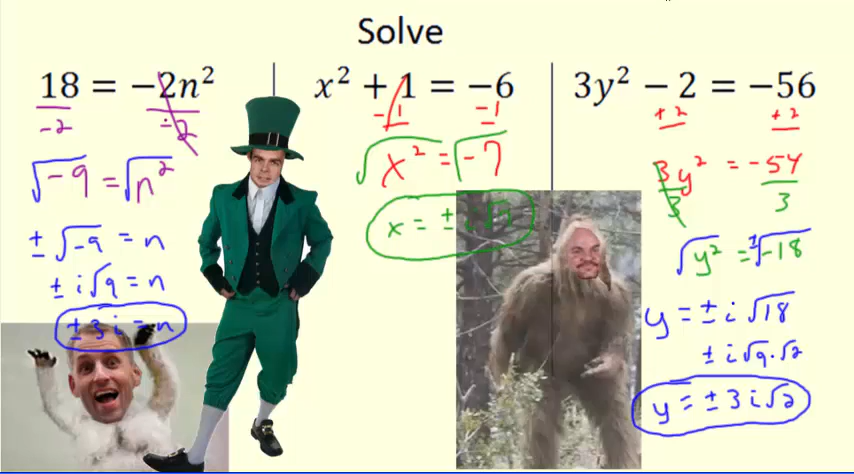 Solve
18 = −2n²
-2 ÷-2
√-9 = √n²
± √-9 = n
± i√9 = n
± 3i = n
x² + 1 = −6
-1 -1
√x² = √-7
x = ± i√7
3y² − 2 = −56
+2 +2
3y² = -54
3 3
√y² = ±√-18
y = ± i √18
± i √9 · √2
y = ± 3 i √2